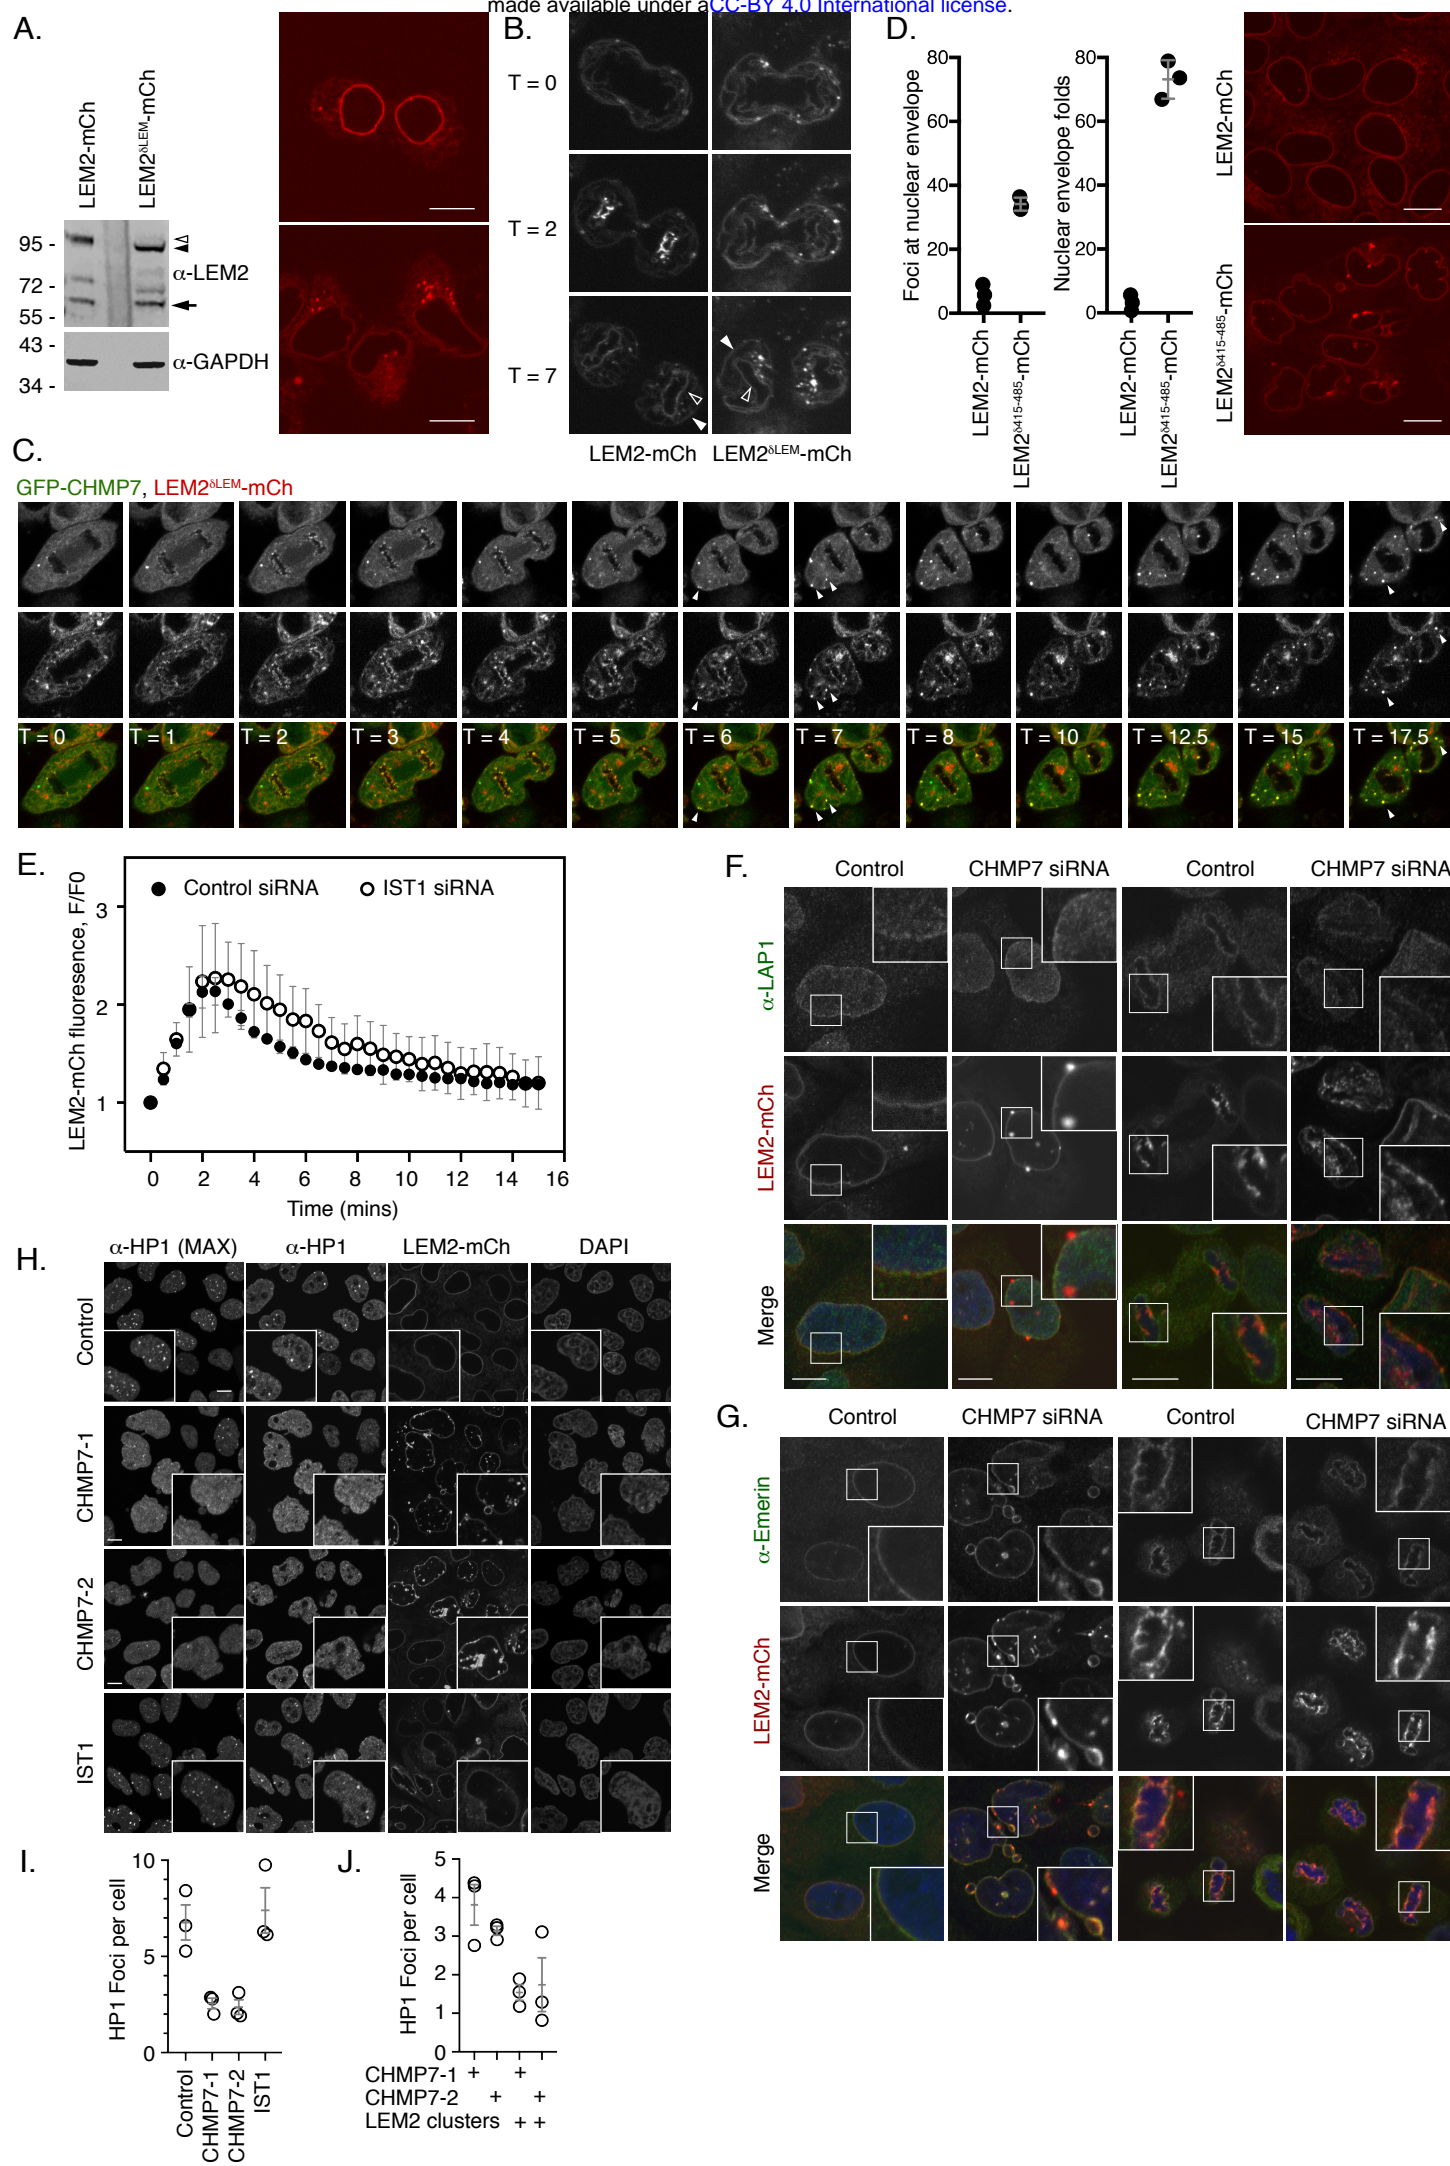 made available under aCC-BY 4.0 International license.
A.
LEM2-mCh
LEM2δLEM-mCh
95 -
72 -
55 -
43 -
34 -
α-LEM2
α-GAPDH
B.
T = 0
T = 2
T = 7
LEM2-mCh
LEM2δLEM-mCh
D.
Foci at nuclear envelope
80
60
40
20
0
LEM2-mCh
LEM2δ415-485-mCh
Nuclear envelope folds
80
60
40
20
0
LEM2-mCh
LEM2δ415-485-mCh
LEM2-mCh
LEM2δ415-485-mCh
C.
GFP-CHMP7, LEM2δLEM-mCh
T = 0
T = 1
T = 2
T = 3
T = 4
T = 5
T = 6
T = 7
T = 8
T = 10
T = 12.5
T = 15
T = 17.5
E.
Control siRNA
IST1 siRNA
LEM2-mCh fluoresence, F/F0
3
2
1
0 2 4 6 8 10 12 14 16
Time (mins)
F.
Control
CHMP7 siRNA
Control
CHMP7 siRNA
α-LAP1
LEM2-mCh
Merge
G.
Control
CHMP7 siRNA
Control
CHMP7 siRNA
α-Emerin
LEM2-mCh
Merge
H.
α-HP1 (MAX)
α-HP1
LEM2-mCh
DAPI
Control
CHMP7-1
CHMP7-2
IST1
I.
HP1 Foci per cell
10
5
0
Control
CHMP7-1
CHMP7-2
IST1
J.
HP1 Foci per cell
5
4
3
2
1
0
CHMP7-1 + +
CHMP7-2 + +
LEM2 clusters + +